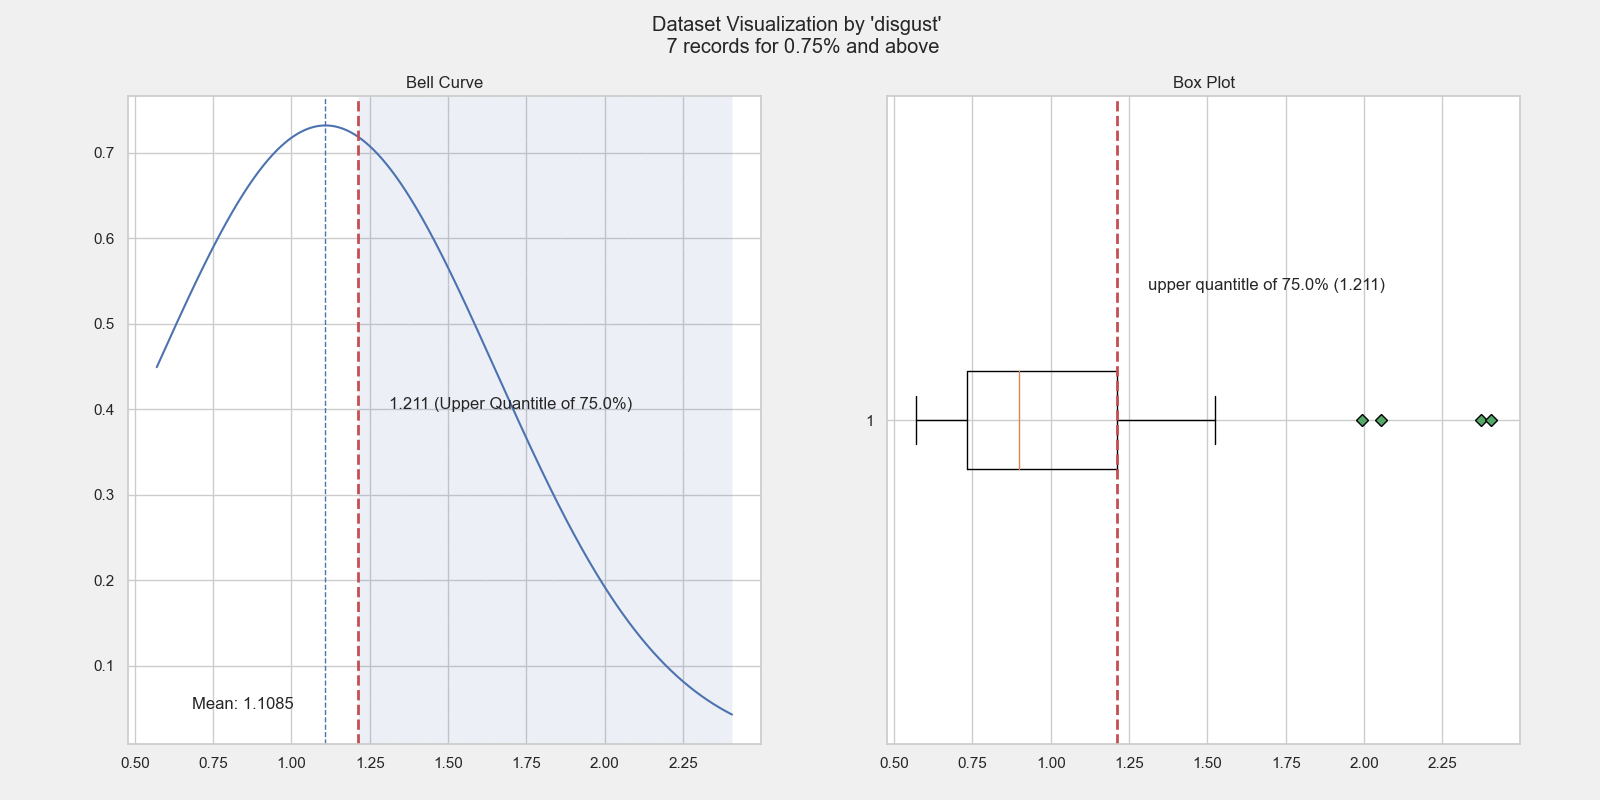 Dataset Visualization by 'disgust'
7 records for 0.75% and above
Bell Curve
0.7
0.6
0.5
0.4
0.3
0.2
0.1
1.211 (Upper Quantitle of 75.0%)
Mean: 1.1085
0.50 0.75 1.00 1.25 1.50 1.75 2.00 2.25
Box Plot
upper quantitle of 75.0% (1.211)
1
0.50 0.75 1.00 1.25 1.50 1.75 2.00 2.25